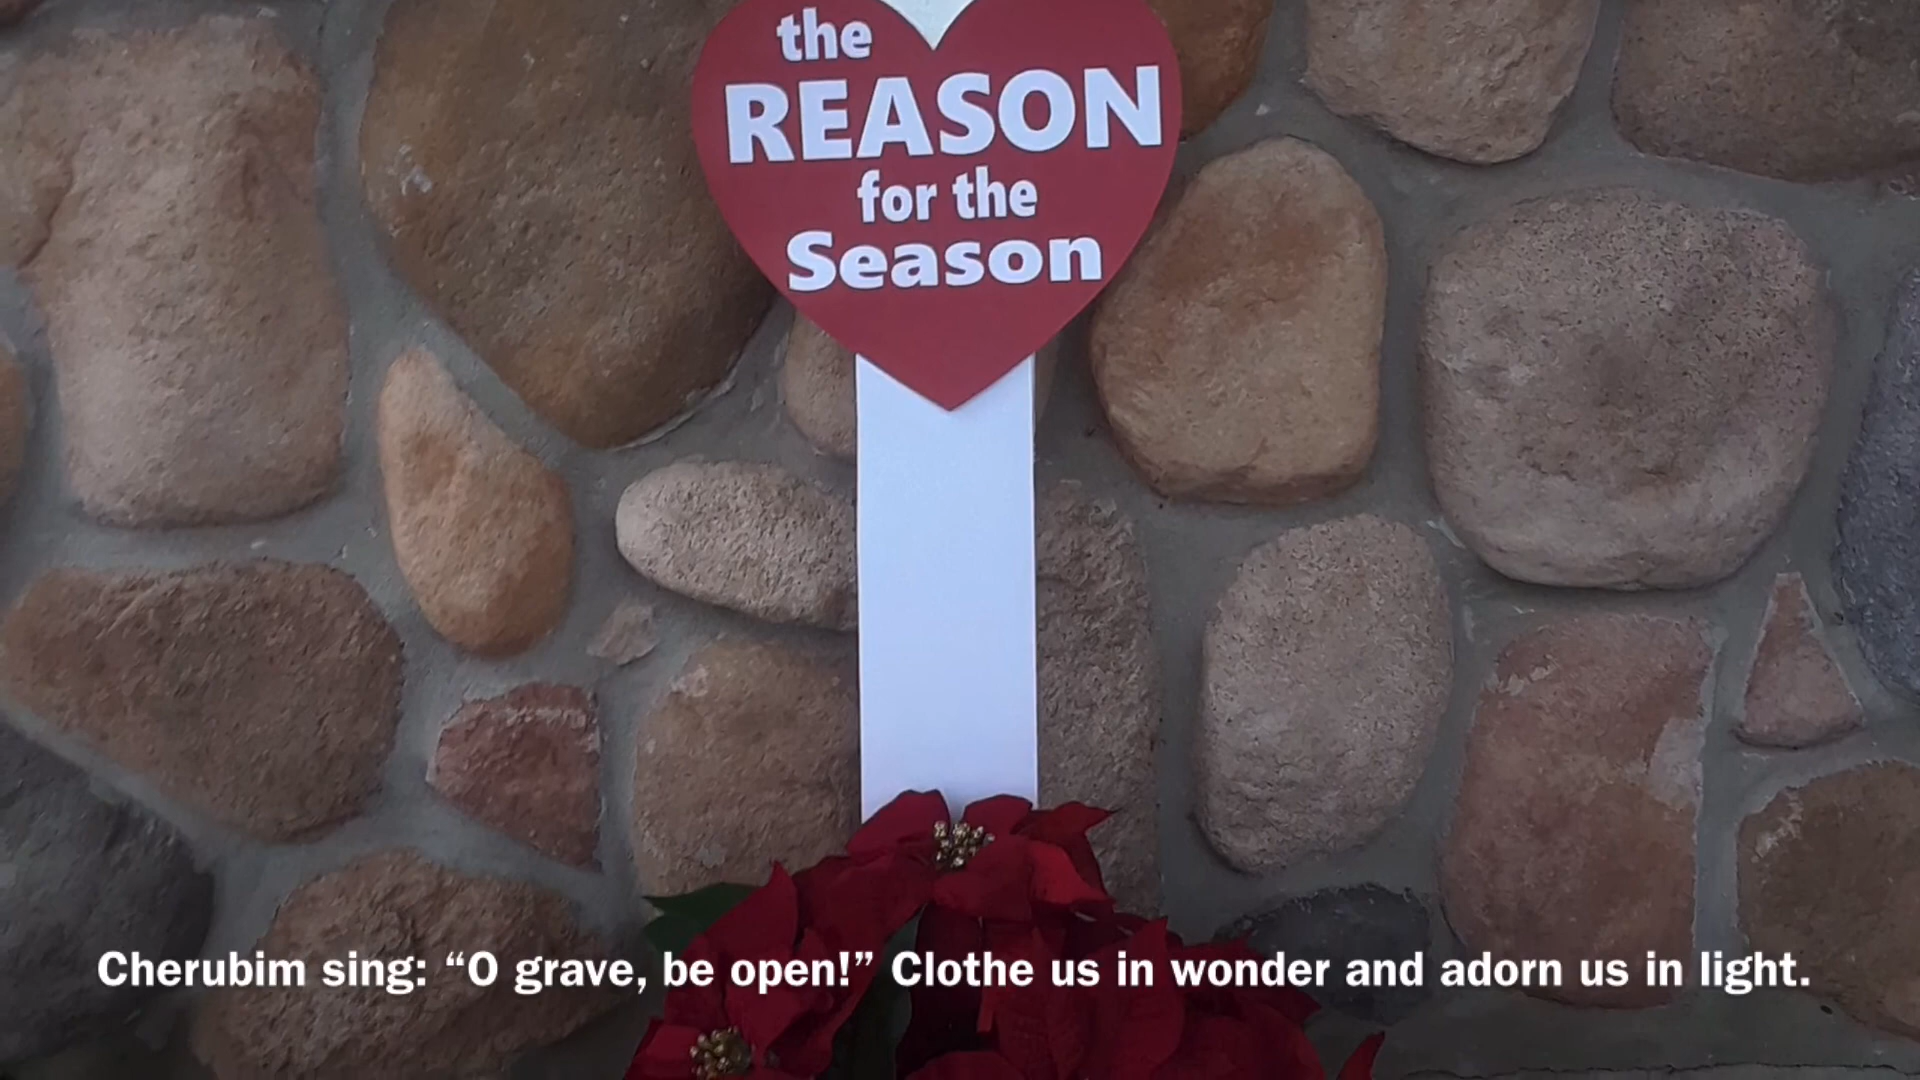 the
REASON
for the
Season
Cherubim sing: “O grave, be open!” Clothe us in wonder and adorn us in light.